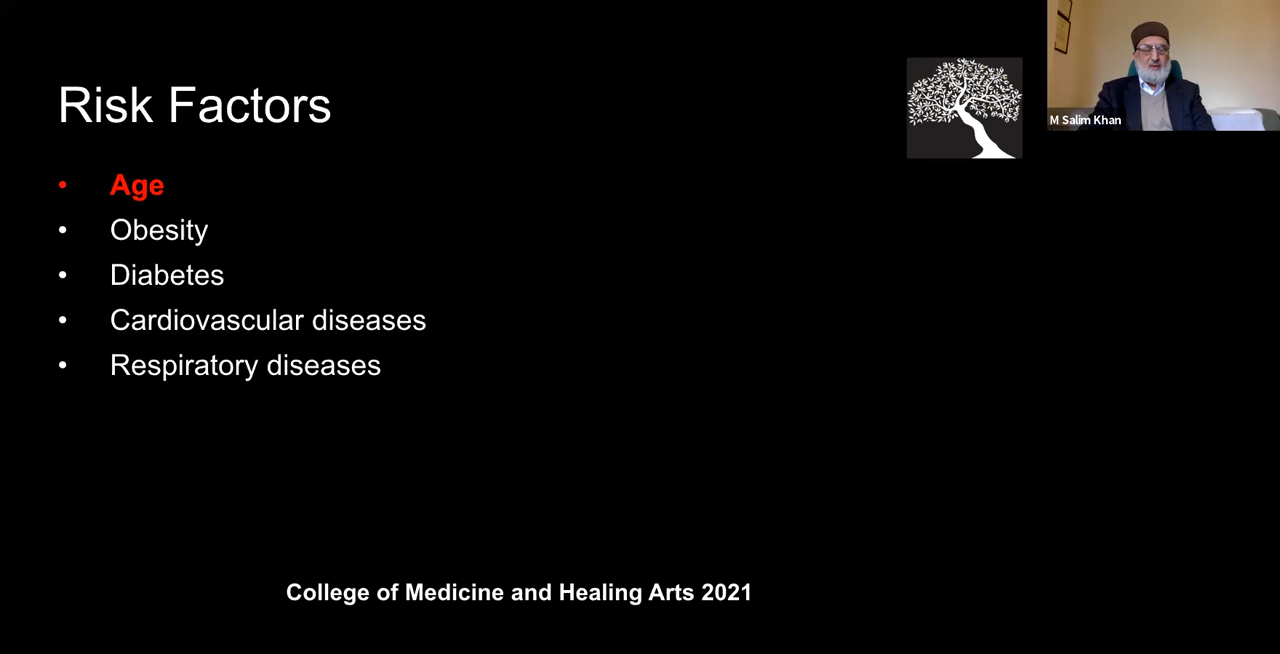 Risk Factors
M Salim Khan
• Age
• Obesity
• Diabetes
• Cardiovascular diseases
• Respiratory diseases
College of Medicine and Healing Arts 2021